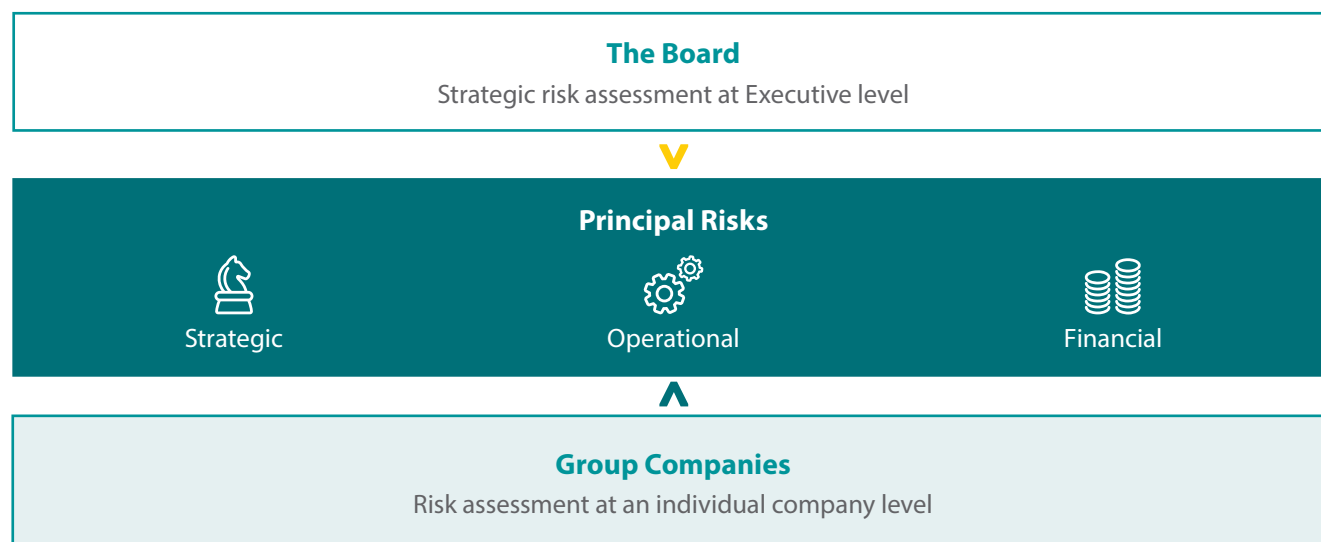 The Board
Strategic risk assessment at Executive level
Principal Risks
Strategic
Operational
Financial
Group Companies
Risk assessment at an individual company level